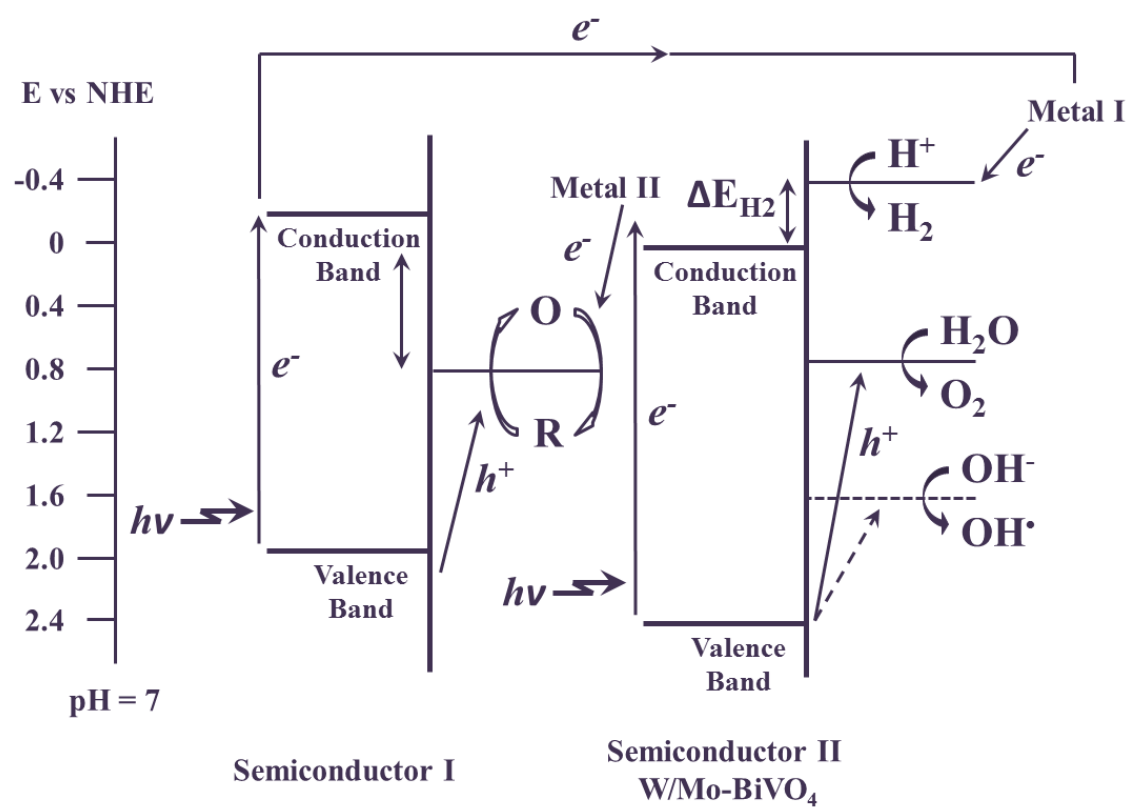 e-
E vs NHE
Metal I
-0.4
H+
e-
H2
Metal II
ΔEH2
0
Conduction
Band
e-
Conduction
Band
0.4
O
H2O
0.8
e-
O2
1.2
R
e-
h+
h+
OH-
1.6
OH•
hν
2.0
Valence
Band
hν
2.4
Valence
Band
pH = 7
Semiconductor I
Semiconductor II
W/Mo-BiVO4